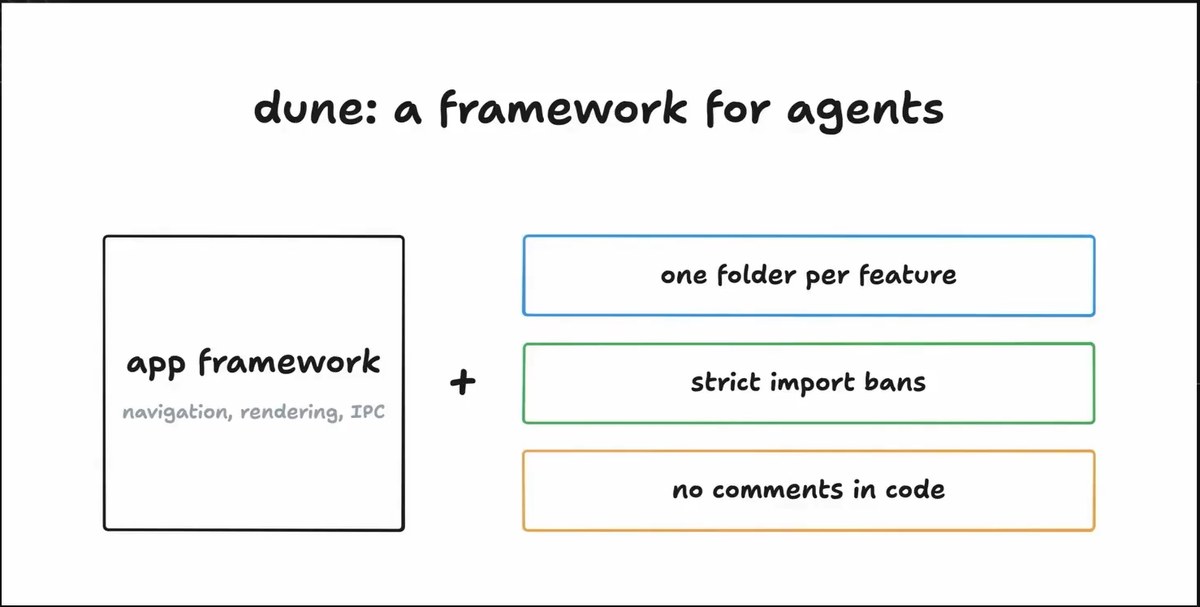 dune: a framework for agents
app framework
navigation, rendering, IPC
+
one folder per feature
strict import bans
no comments in code